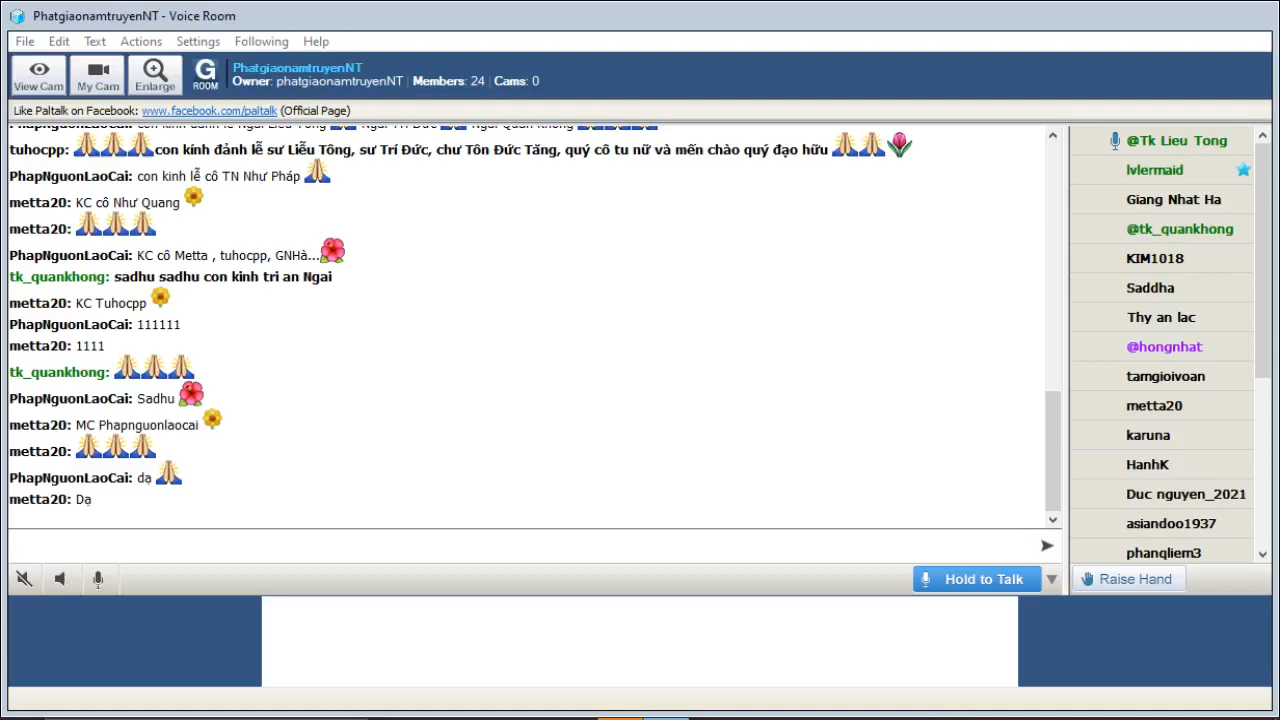 PhatgiaonamtruyenNT - Voice Room
File Edit Text Actions Settings Following Help
View Cam My Cam Enlarge G ROOM
PhatgiaonamtruyenNT
Owner: phatgiaonamtruyenNT | Members: 24 | Cams: 0
Like Paltalk on Facebook: www.facebook.com/paltalk (Official Page)
tuhocpp: con kính đảnh lễ sư Liễu Tông, sư Trí Đức, chư Tôn Đức Tăng, quý cô tu nữ và mến chào quý đạo hữu
PhapNguonLaoCai: con kinh lễ cô TN Như Pháp
metta20: KC cô Như Quang
metta20:
PhapNguonLaoCai: KC cô Metta , tuhocpp, GNHà...
tk_quankhong: sadhu sadhu con kinh tri an Ngai
metta20: KC Tuhocpp
PhapNguonLaoCai: 111111
metta20: 1111
tk_quankhong:
PhapNguonLaoCai: Sadhu
metta20: MC Phapnguonlaocai
metta20:
PhapNguonLaoCai: dạ
metta20: Dạ
@Tk Lieu Tong
lvlermaid
Giang Nhat Ha
@tk_quankhong
KIM1018
Saddha
Thy an lac
@hongnhat
tamgioivoan
metta20
karuna
HanhK
Duc nguyen_2021
asiandoo1937
phanqliem3
Hold to Talk
Raise Hand